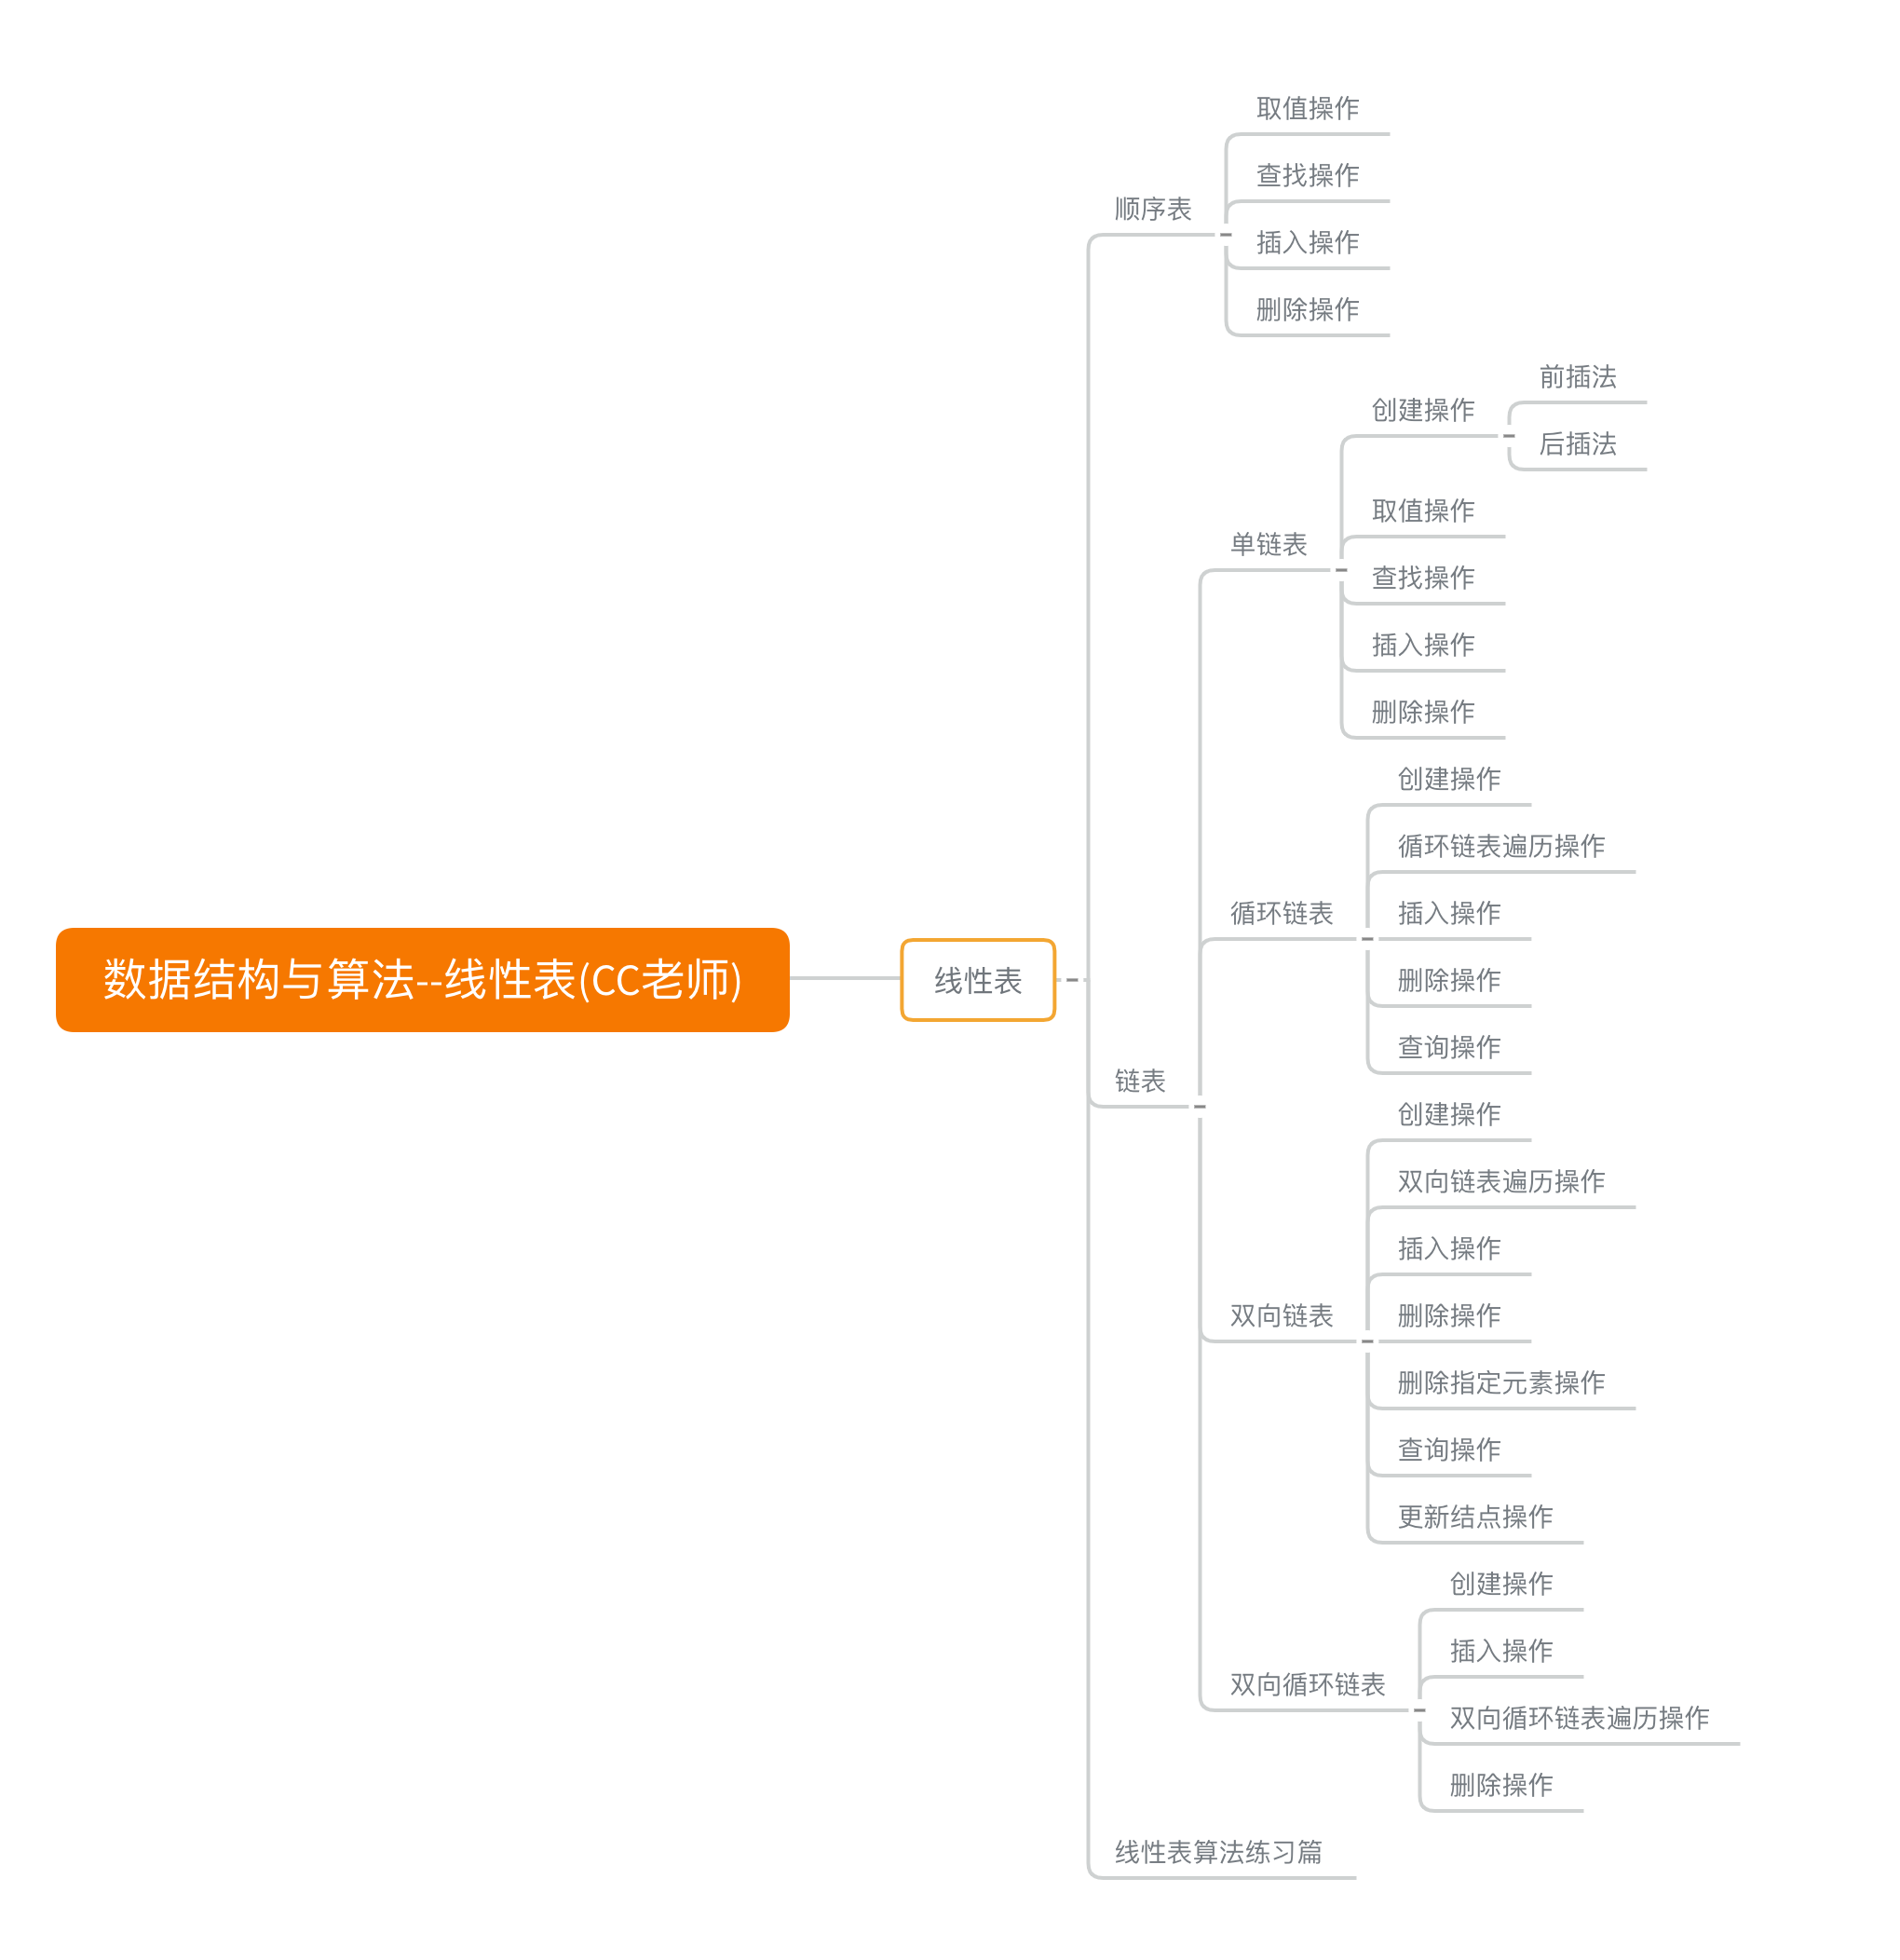 数据结构与算法--线性表(CC老师)
线性表
顺序表
取值操作
查找操作
插入操作
删除操作
链表
单链表
创建操作
前插法
后插法
取值操作
查找操作
插入操作
删除操作
循环链表
创建操作
循环链表遍历操作
插入操作
删除操作
查询操作
双向链表
创建操作
双向链表遍历操作
插入操作
删除操作
删除指定元素操作
查询操作
更新结点操作
双向循环链表
创建操作
插入操作
双向循环链表遍历操作
删除操作
线性表算法练习篇